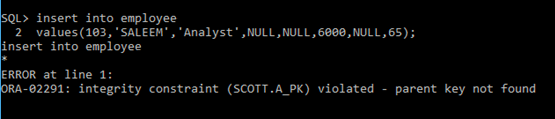 SQL> insert into employee
  2  values(103,'SALEEM','Analyst',NULL,NULL,6000,NULL,65);
insert into employee
*
ERROR at line 1:
ORA-02291: integrity constraint (SCOTT.A_PK) violated - parent key not found